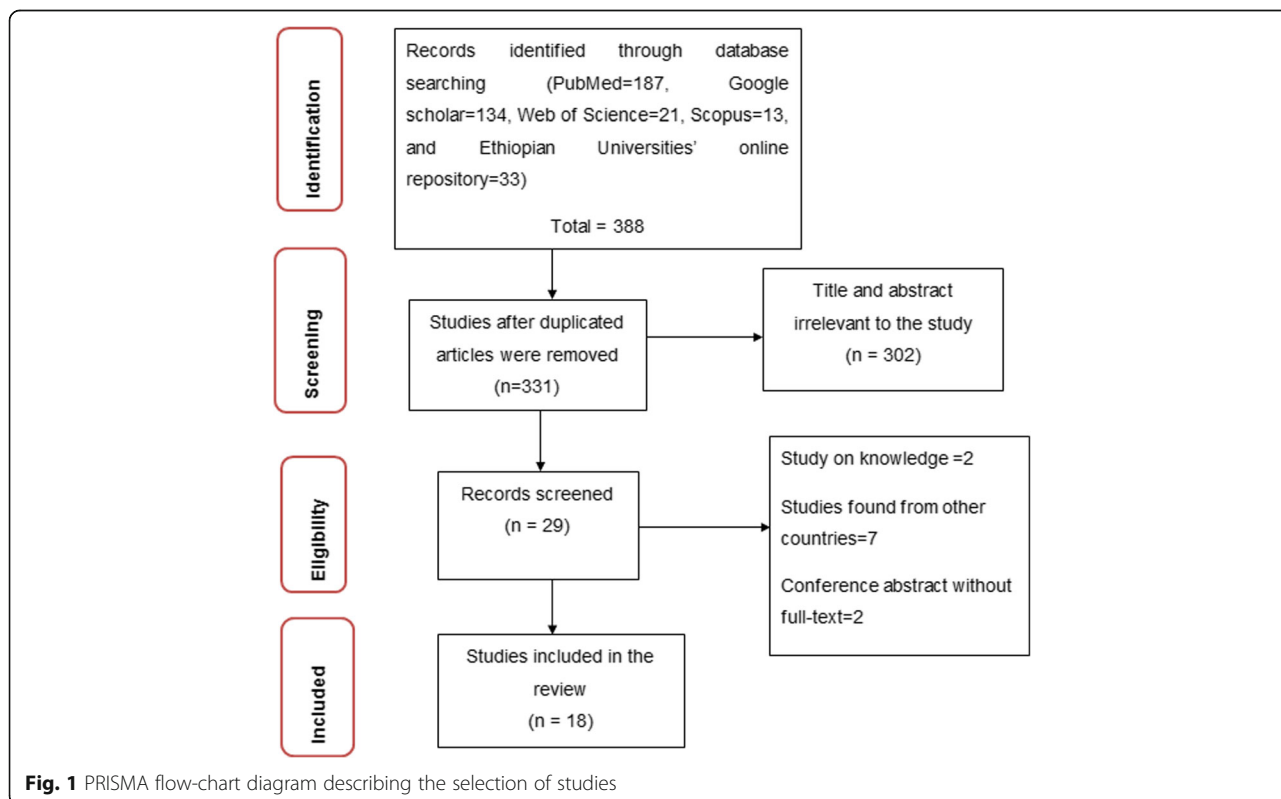 Identification
Records identified through database
searching (PubMed=187, Google
scholar=134, Web of Science=21, Scopus=13,
and Ethiopian Universities’ online
repository=33)
Total = 388
Screening
Studies after duplicated
articles were removed
(n=331)
Title and abstract
irrelevant to the study
(n = 302)
Eligibility
Records screened
(n = 29)
Study on knowledge =2
Studies found from other
countries=7
Conference abstract without
full-text=2
Included
Studies included in the
review
(n = 18)
Fig. 1 PRISMA flow-chart diagram describing the selection of studies